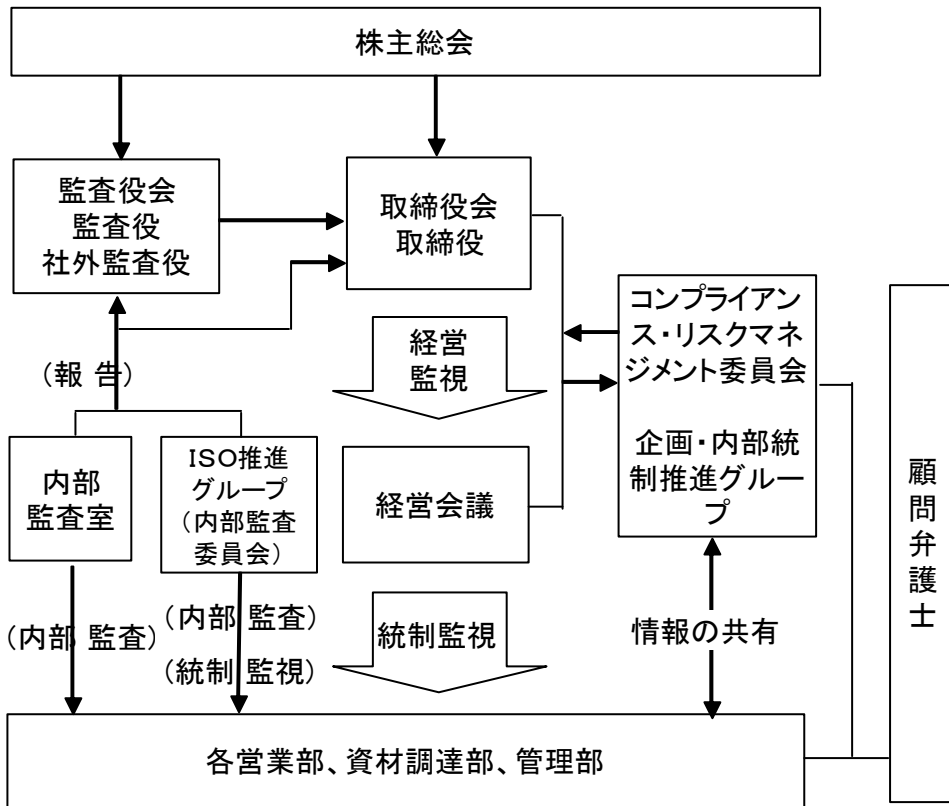 株主総会
監査役会
監査役
社外監査役
取締役会
取締役
コンプライアン
ス・リスクマネ
ジメント委員会
企画・内部統
制推進グルー
プ
経営
監視
(報 告)
内部
監査室
ISO推進
グループ
(内部監査
委員会)
経営会議
顧問弁護士
(内部 監査)
(内部 監査)
(統制 監視)
統制監視
情報の共有
各営業部、資材調達部、管理部